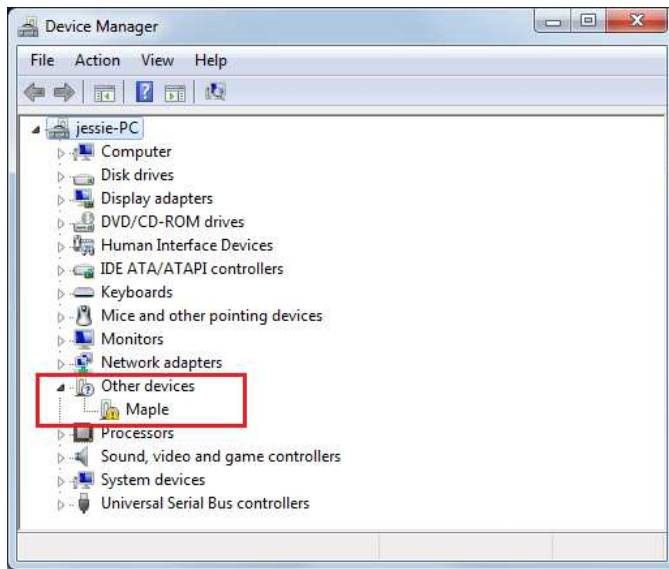 Device Manager
File Action View Help
jessie-PC
Computer
Disk drives
Display adapters
DVD/CD-ROM drives
Human Interface Devices
IDE ATA/ATAPI controllers
Keyboards
Mice and other pointing devices
Monitors
Network adapters
Other devices
Maple
Processors
Sound, video and game controllers
System devices
Universal Serial Bus controllers